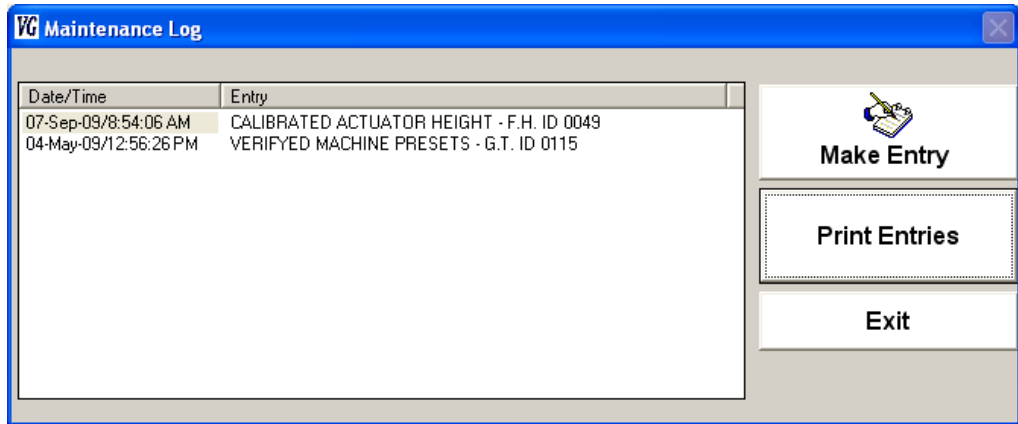 VG Maintenance Log
Date/Time Entry
07-Sep-09/8:54:06 AM CALIBRATED ACTUATOR HEIGHT - F.H. ID 0049
04-May-09/12:56:26 PM VERIFYED MACHINE PRESETS - G.T. ID 0115
Make Entry
Print Entries
Exit